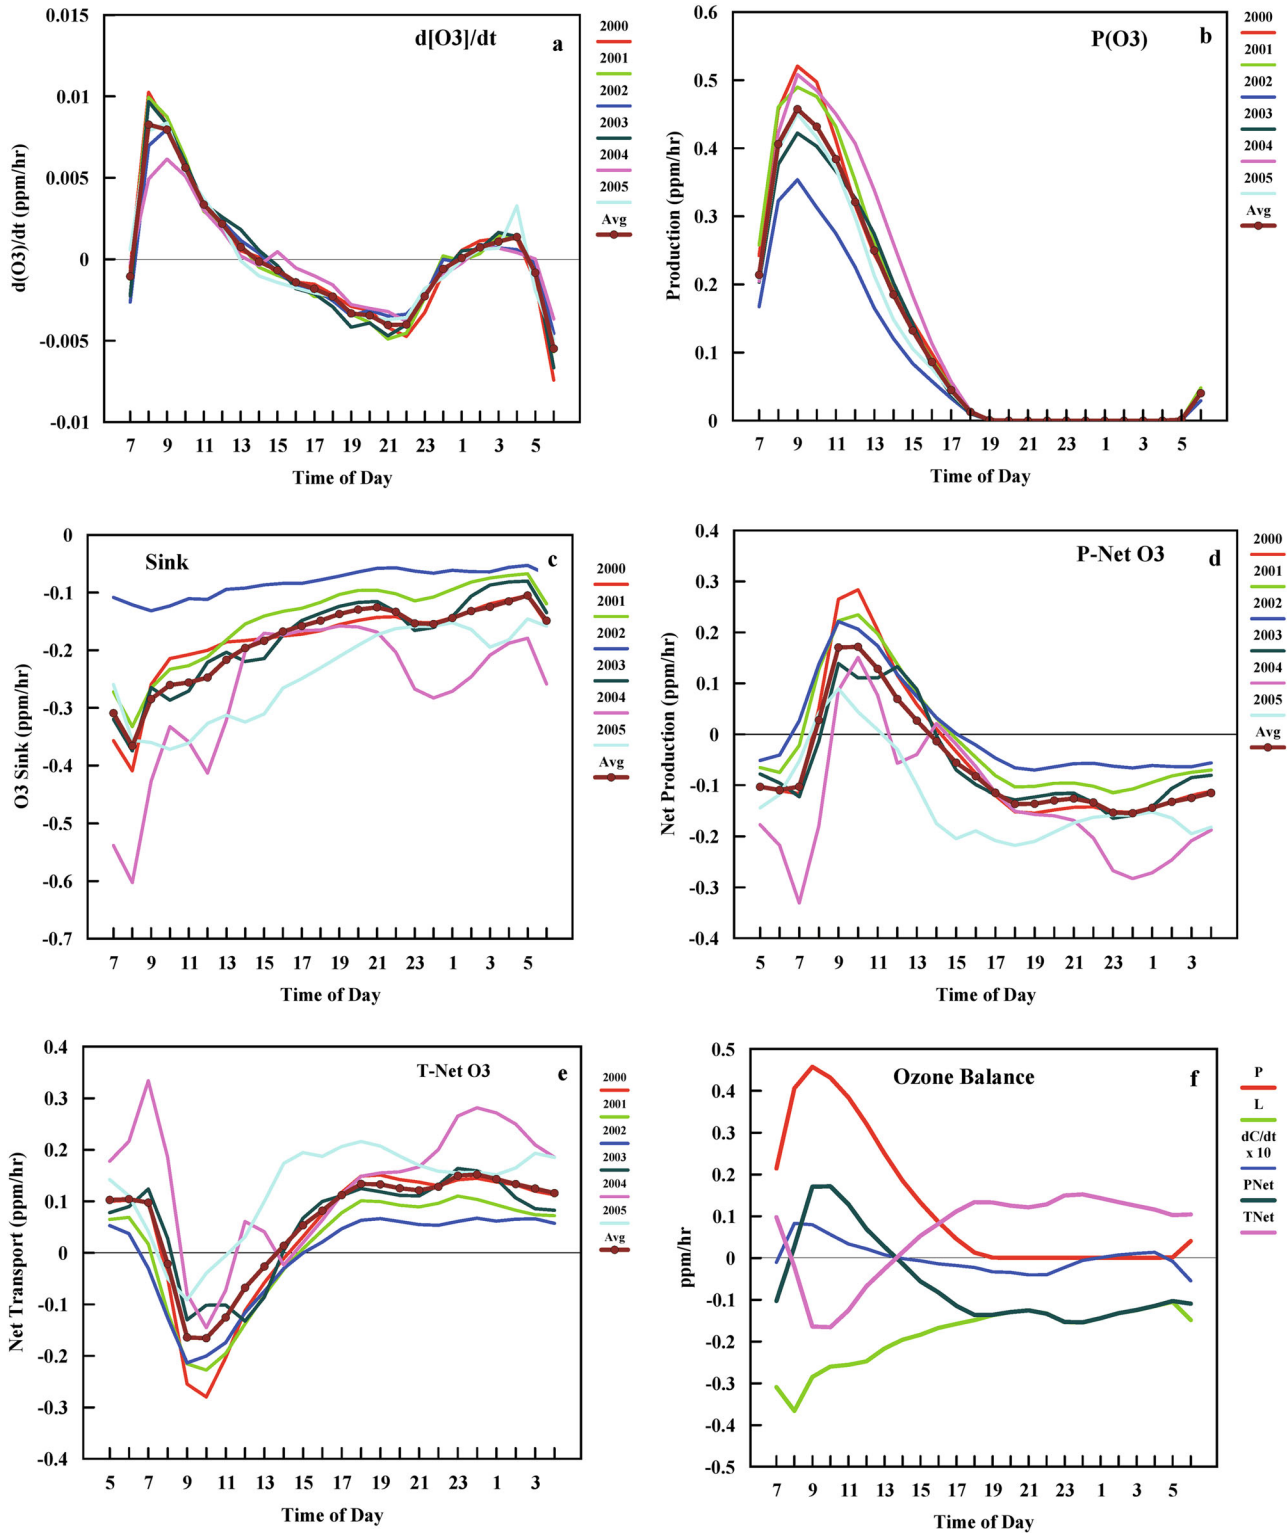 d[O3]/dt
a
d(O3)/dt (ppm/hr)
0.015
0.01
0.005
0
-0.005
-0.01
7 9 11 13 15 17 19 21 23 1 3 5
Time of Day
2000
2001
2002
2003
2004
2005
Avg
P(O3)
b
Production (ppm/hr)
0.6
0.5
0.4
0.3
0.2
0.1
0
7 9 11 13 15 17 19 21 23 1 3 5
Time of Day
2000
2001
2002
2003
2004
2005
Avg
Sink
c
O3 Sink (ppm/hr)
0
-0.1
-0.2
-0.3
-0.4
-0.5
-0.6
-0.7
7 9 11 13 15 17 19 21 23 1 3 5
Time of Day
2000
2001
2002
2003
2004
2005
Avg
P-Net O3
d
Net Production (ppm/hr)
0.4
0.3
0.2
0.1
0
-0.1
-0.2
-0.3
-0.4
5 7 9 11 13 15 17 19 21 23 1 3
Time of Day
2000
2001
2002
2003
2004
2005
Avg
T-Net O3
e
Net Transport (ppm/hr)
0.4
0.3
0.2
0.1
0
-0.1
-0.2
-0.3
-0.4
5 7 9 11 13 15 17 19 21 23 1 3
Time of Day
2000
2001
2002
2003
2004
2005
Avg
Ozone Balance
f
ppm/hr
0.5
0.4
0.3
0.2
0.1
0
-0.1
-0.2
-0.3
-0.4
-0.5
7 9 11 13 15 17 19 21 23 1 3 5
Time of Day
P
L
dC/dt
x 10
PNet
TNet